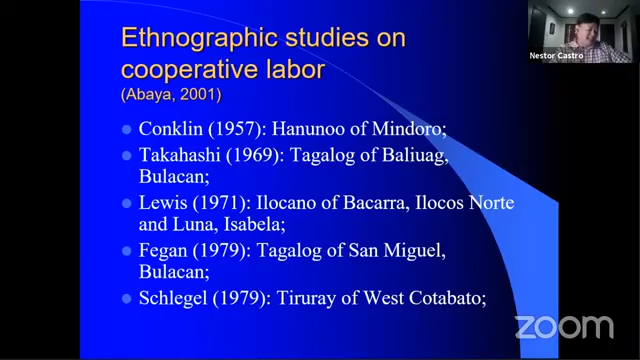 Ethnographic studies on
cooperative labor
(Abaya, 2001)
Conklin (1957): Hanunoo of Mindoro;
Takahashi (1969): Tagalog of Baliuag,
Bulacan;
Lewis (1971): Ilocano of Bacarra, Ilocos Norte
and Luna, Isabela;
Fegan (1979): Tagalog of San Miguel,
Bulacan;
Schlegel (1979): Tiruray of West Cotabato;
Nestor Castro
zoom